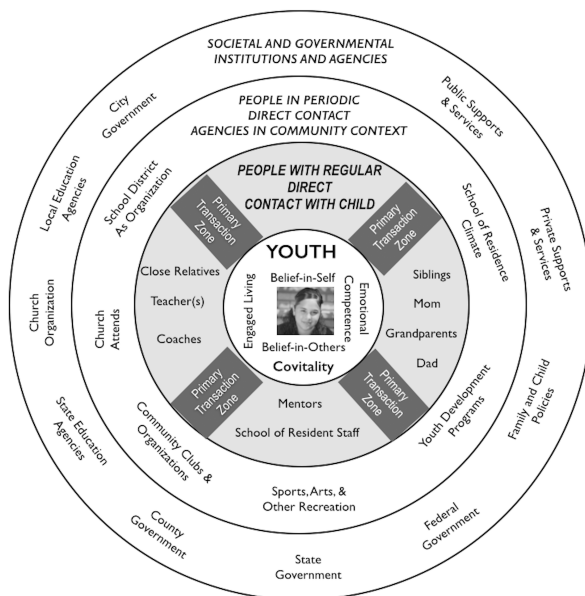 SOCIETAL AND GOVERNMENTAL
INSTITUTIONS AND AGENCIES
City
Government
Public Supports
& Services
PEOPLE IN PERIODIC
DIRECT CONTACT
AGENCIES IN COMMUNITY CONTEXT
Local Education
Agencies
School District
As Organization
PEOPLE WITH REGULAR
DIRECT
CONTACT WITH CHILD
Primary
Transaction
Zone
Primary
Transaction
Zone
School of Residence
Climate
Private Supports
& Services
YOUTH
Close Relatives
Teacher(s)
Coaches
Engaged Living
Belief-in-Self
Emotional
Competence
Belief-in-Others
Covitality
Siblings
Mom
Grandparents
Dad
Church
Organization
Church
Attends
Primary
Transaction
Zone
Primary
Transaction
Zone
Mentors
School of Resident Staff
State Education
Agencies
Community Clubs &
Organizations
Youth Development
Programs
Family and Child
Policies
Sports, Arts, &
Other Recreation
County
Government
State
Government
Federal
Government